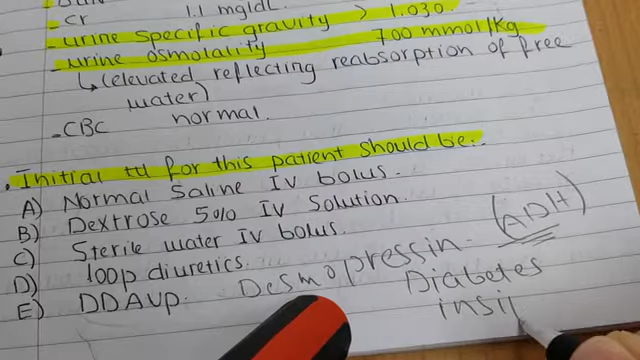 - Cr 1.1 mg/dL
- urine specific gravity > 1.030
- urine osmolality 700 mmol/Kg
↳ (elevated reflecting reabsorption of free
water)
- CBC normal.
. Initial ttt for this patient should be:-
A) Normal Saline IV bolus.
B) Dextrose 5% IV Solution.
C) Sterile water IV bolus.
D) loop diuretics.
E) DDAVP. Desmopressin - (ADH)
Diabetes
insip